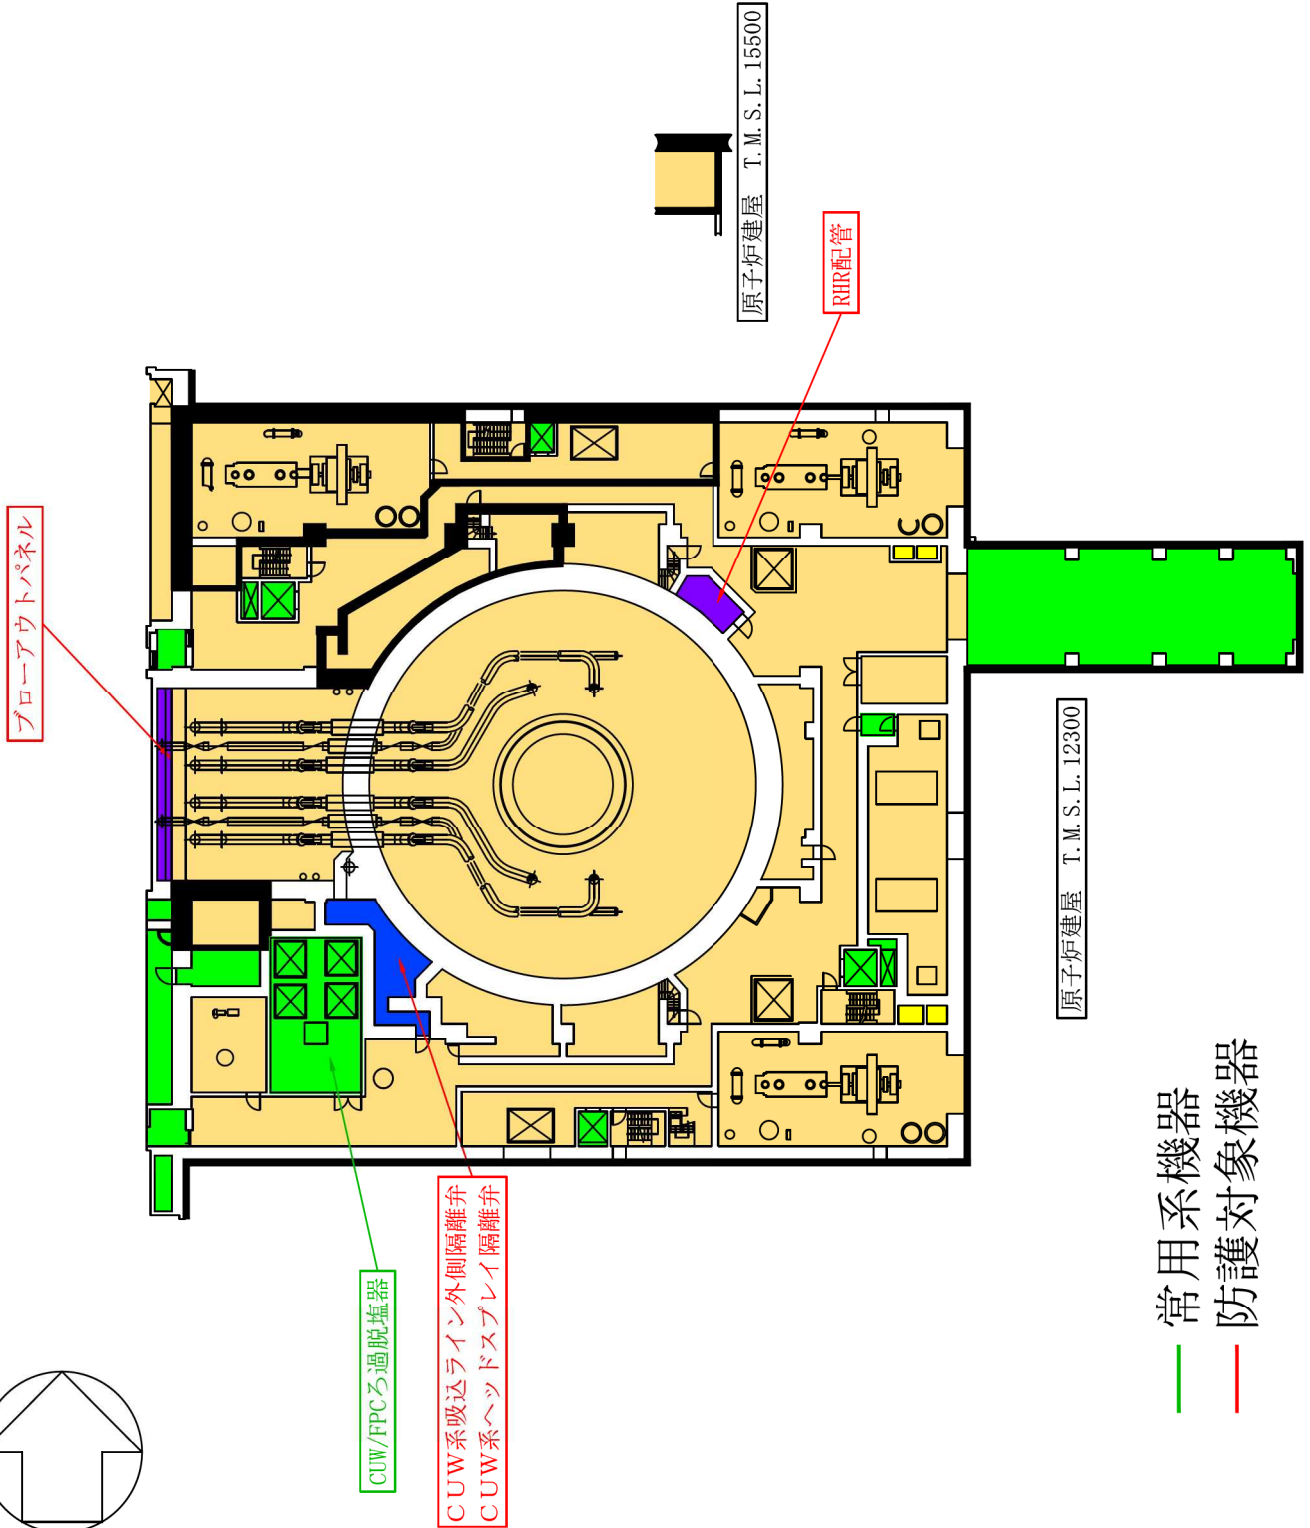 ブローアウトパネル
原子炉建屋　T.M.S.L.15500
RHR配管
CUW/FPCろ過脱塩器
ＣＵＷ系吸込ライン外側隔離弁
ＣＵＷ系ヘッドスプレイ隔離弁
原子炉建屋　T.M.S.L.12300
常用系機器
防護対象機器